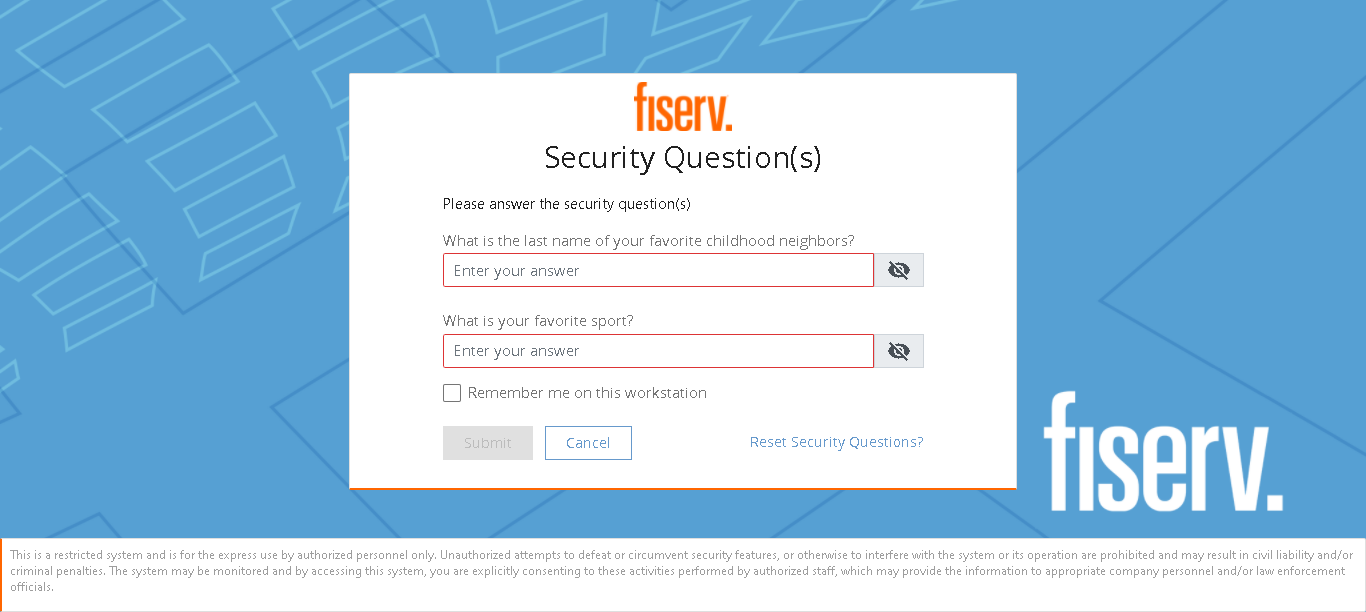 fiserv.
Security Question(s)
Please answer the security question(s)
What is the last name of your favorite childhood neighbors?
Enter your answer
What is your favorite sport?
Enter your answer
Remember me on this workstation
Submit
Cancel
Reset Security Questions?
fiserv.
This is a restricted system and is for the express use by authorized personnel only. Unauthorized attempts to defeat or circumvent security features, or otherwise to interfere with the system or its operation are prohibited and may result in civil liability and/or
criminal penalties. The system may be monitored and by accessing this system, you are explicitly consenting to these activities performed by authorized staff, which may provide the information to appropriate company personnel and/or law enforcement
officials.